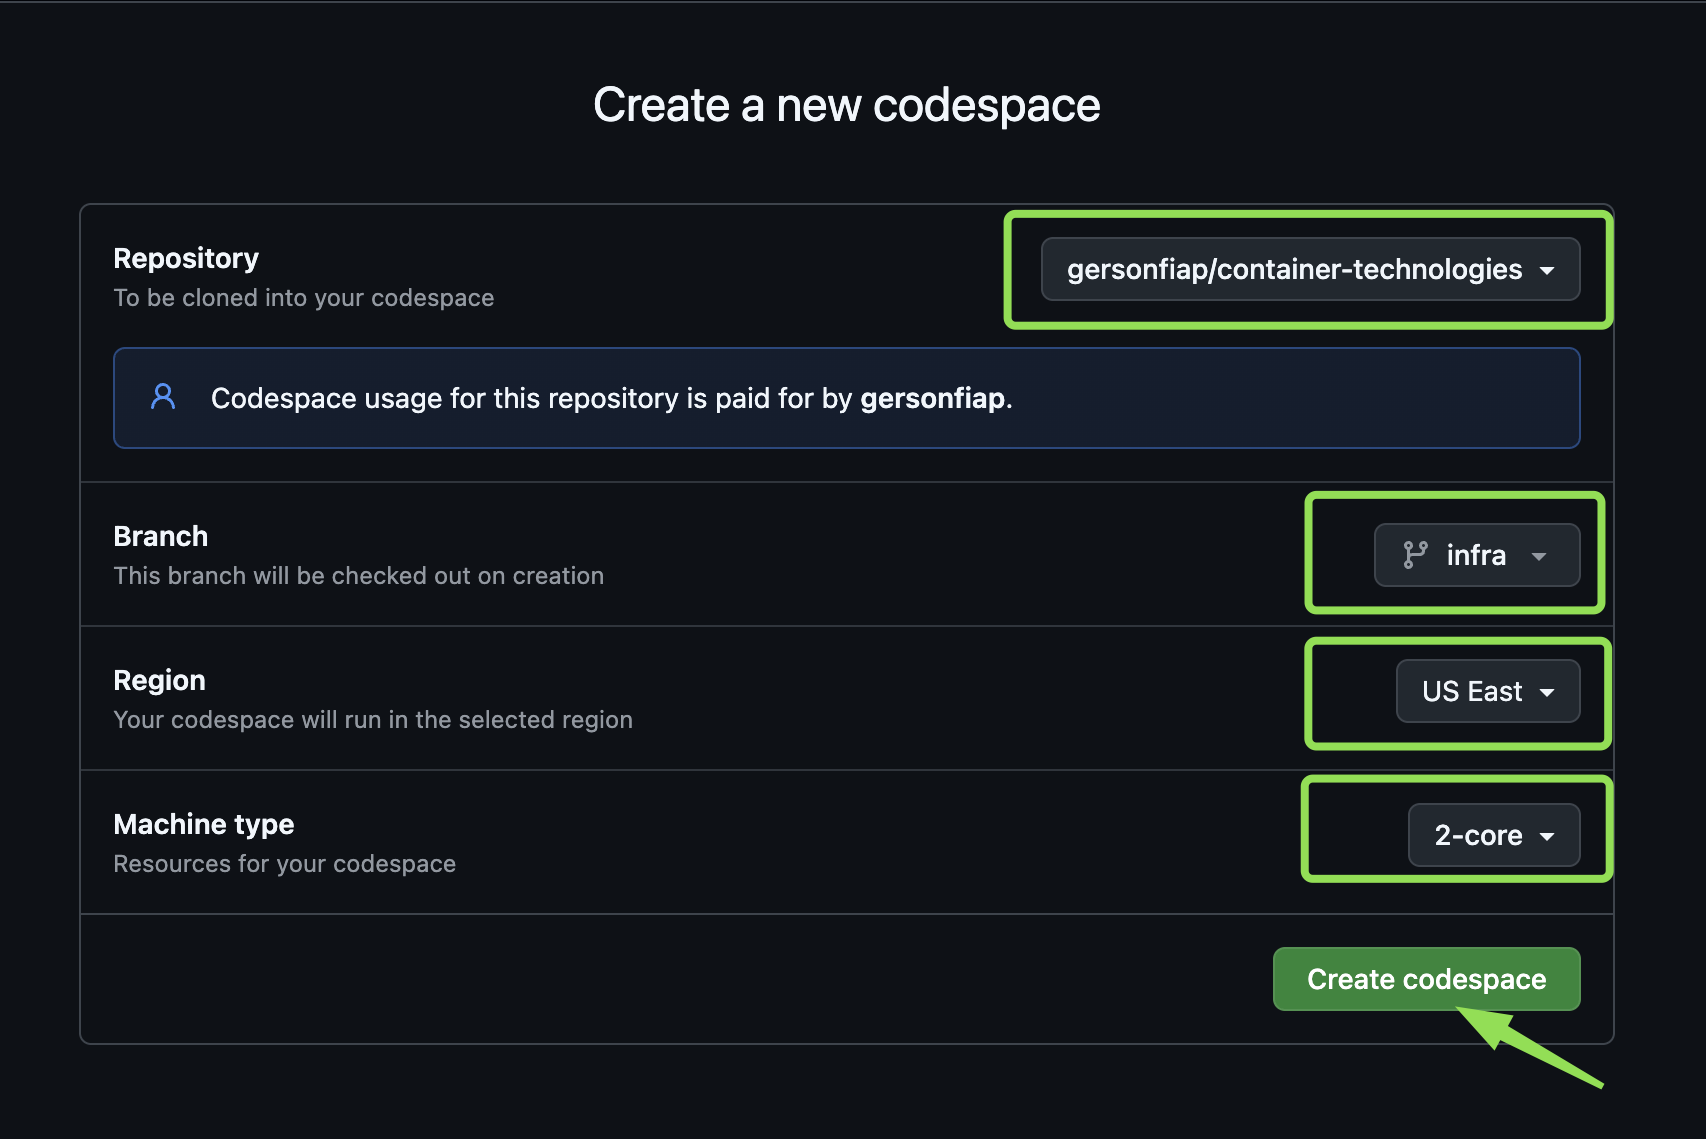 Create a new codespace
Repository
To be cloned into your codespace
gersonfiap/container-technologies
Codespace usage for this repository is paid for by gersonfiap.
Branch
This branch will be checked out on creation
infra
Region
Your codespace will run in the selected region
US East
Machine type
Resources for your codespace
2-core
Create codespace